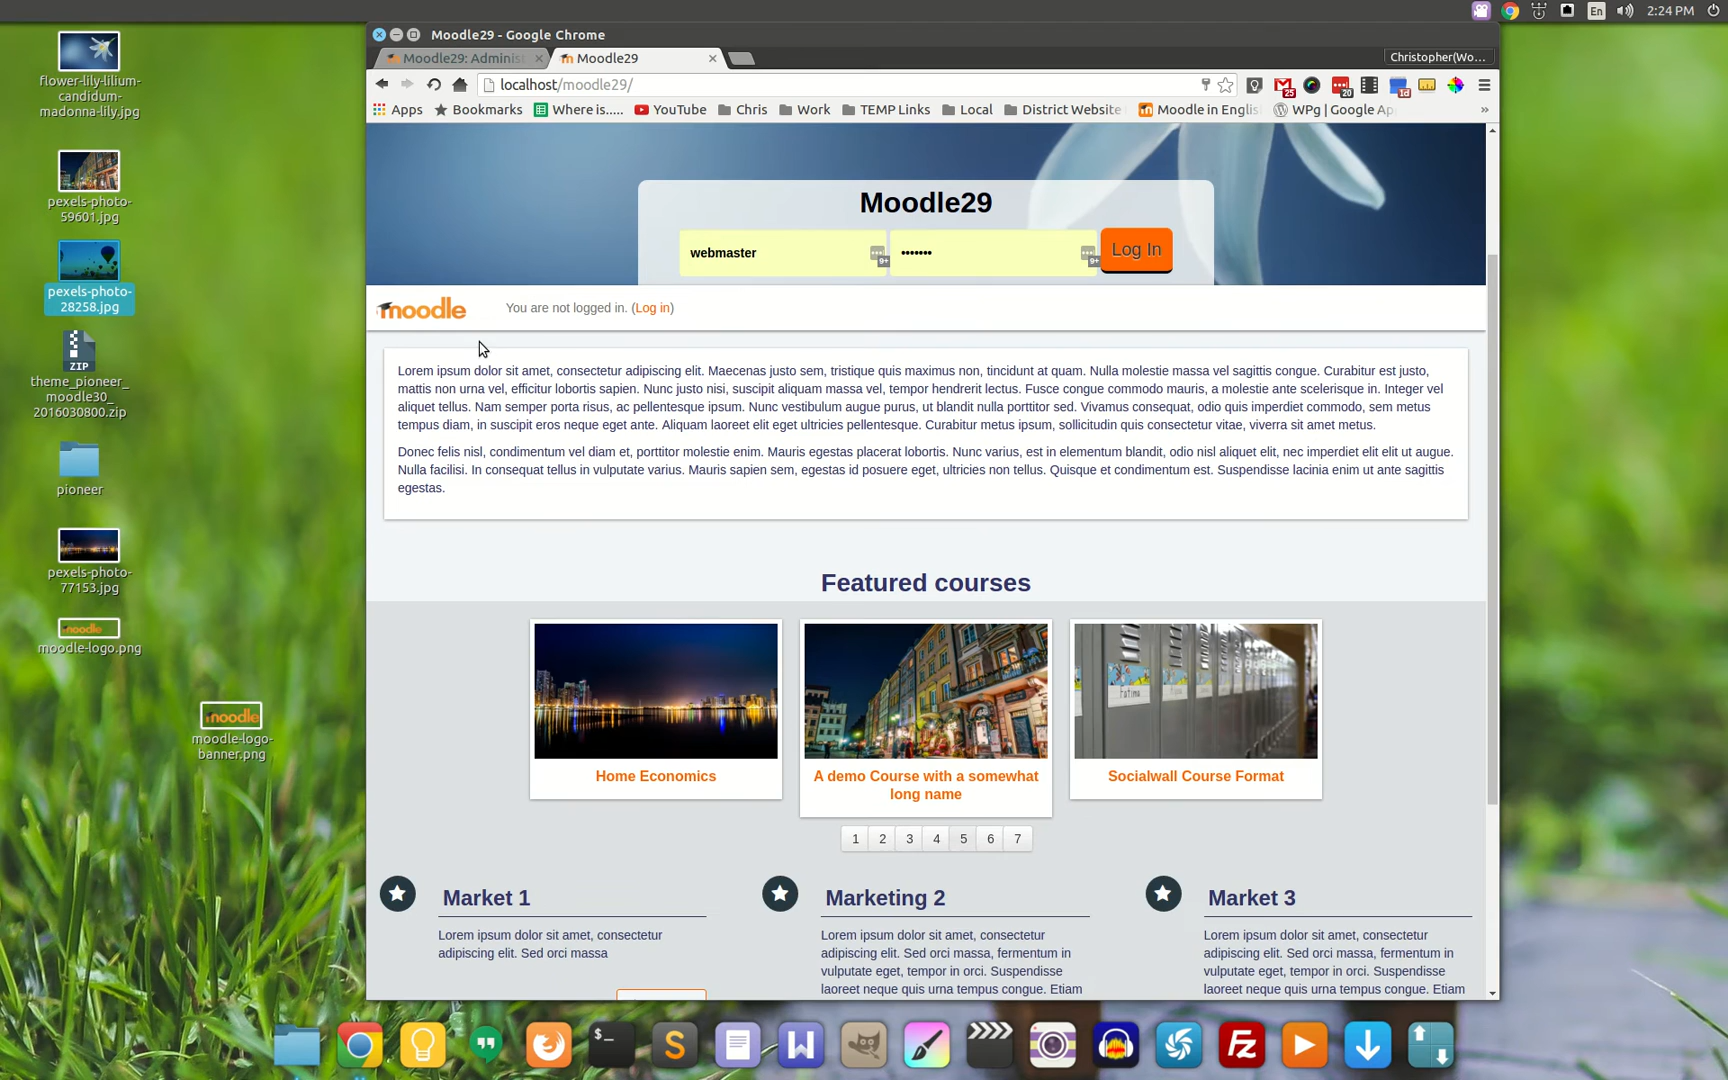 En
2:24 PM
flower-lily-lilium-
candidum-
madonna-lily.jpg
pexels-photo-
59601.jpg
pexels-photo-
28258.jpg
ZIP
theme_pioneer_
moodle30_
2016030800.zip
pioneer
pexels-photo-
77153.jpg
moodle
moodle-logo.png
moodle
moodle-logo-
banner.png
Moodle29 - Google Chrome
Moodle29: Administ
Moodle29
Christopher(Wo...
localhost/moodle29/
25
20
1d
Apps
Bookmarks
Where is.....
YouTube
Chris
Work
TEMP Links
Local
District Website
Moodle in Englis
WPg | Google Ap
»
Moodle29
webmaster
9+
•••••••
9+
Log In
moodle
You are not logged in. (Log in)
Lorem ipsum dolor sit amet, consectetur adipiscing elit. Maecenas justo sem, tristique quis maximus non, tincidunt at quam. Nulla molestie massa vel sagittis congue. Curabitur est justo,
mattis non urna vel, efficitur lobortis sapien. Nunc justo nisi, suscipit aliquam massa vel, tempor hendrerit lectus. Fusce congue commodo mauris, a molestie ante scelerisque in. Integer vel
aliquet tellus. Nam semper porta risus, ac pellentesque ipsum. Nunc vestibulum augue purus, ut blandit nulla porttitor sed. Vivamus consequat, odio quis imperdiet commodo, sem metus
tempus diam, in suscipit eros neque eget ante. Aliquam laoreet elit eget ultricies pellentesque. Curabitur metus ipsum, sollicitudin quis consectetur vitae, viverra sit amet metus.
Donec felis nisl, condimentum vel diam et, porttitor molestie enim. Mauris egestas placerat lobortis. Nunc varius, est in elementum blandit, odio nisl aliquet elit, nec imperdiet elit elit ut augue.
Nulla facilisi. In consequat tellus in vulputate varius. Mauris sapien sem, egestas id posuere eget, ultricies non tellus. Quisque et condimentum est. Suspendisse lacinia enim ut ante sagittis
egestas.
Featured courses
Fatima
Home Economics
A demo Course with a somewhat
long name
Socialwall Course Format
1 2 3 4 5 6 7
Market 1
Lorem ipsum dolor sit amet, consectetur
adipiscing elit. Sed orci massa
Marketing 2
Lorem ipsum dolor sit amet, consectetur
adipiscing elit. Sed orci massa, fermentum in
vulputate eget, tempor in orci. Suspendisse
laoreet neque quis urna tempus congue. Etiam
Market 3
Lorem ipsum dolor sit amet, consectetur
adipiscing elit. Sed orci massa, fermentum in
vulputate eget, tempor in orci. Suspendisse
laoreet neque quis urna tempus congue. Etiam
>_
S
W
FZ